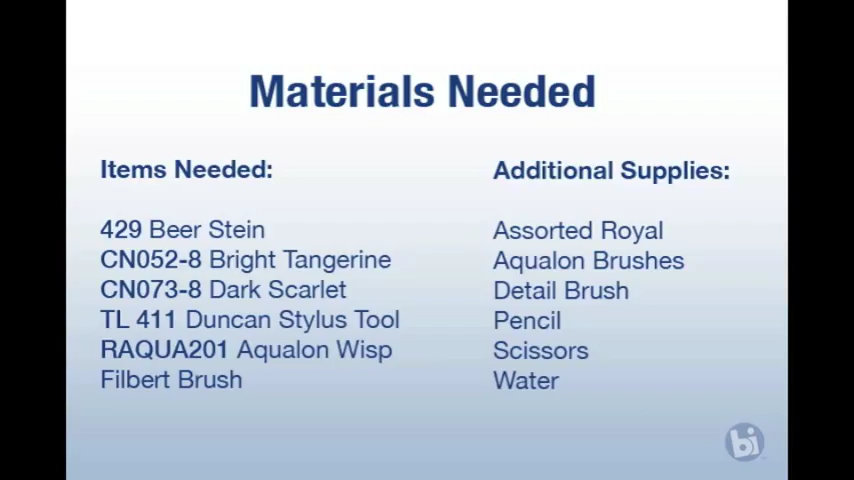 Materials Needed
Items Needed:
429 Beer Stein
CN052-8 Bright Tangerine
CN073-8 Dark Scarlet
TL 411 Duncan Stylus Tool
RAQUA201 Aqualon Wisp
Filbert Brush
Additional Supplies:
Assorted Royal
Aqualon Brushes
Detail Brush
Pencil
Scissors
Water
bi